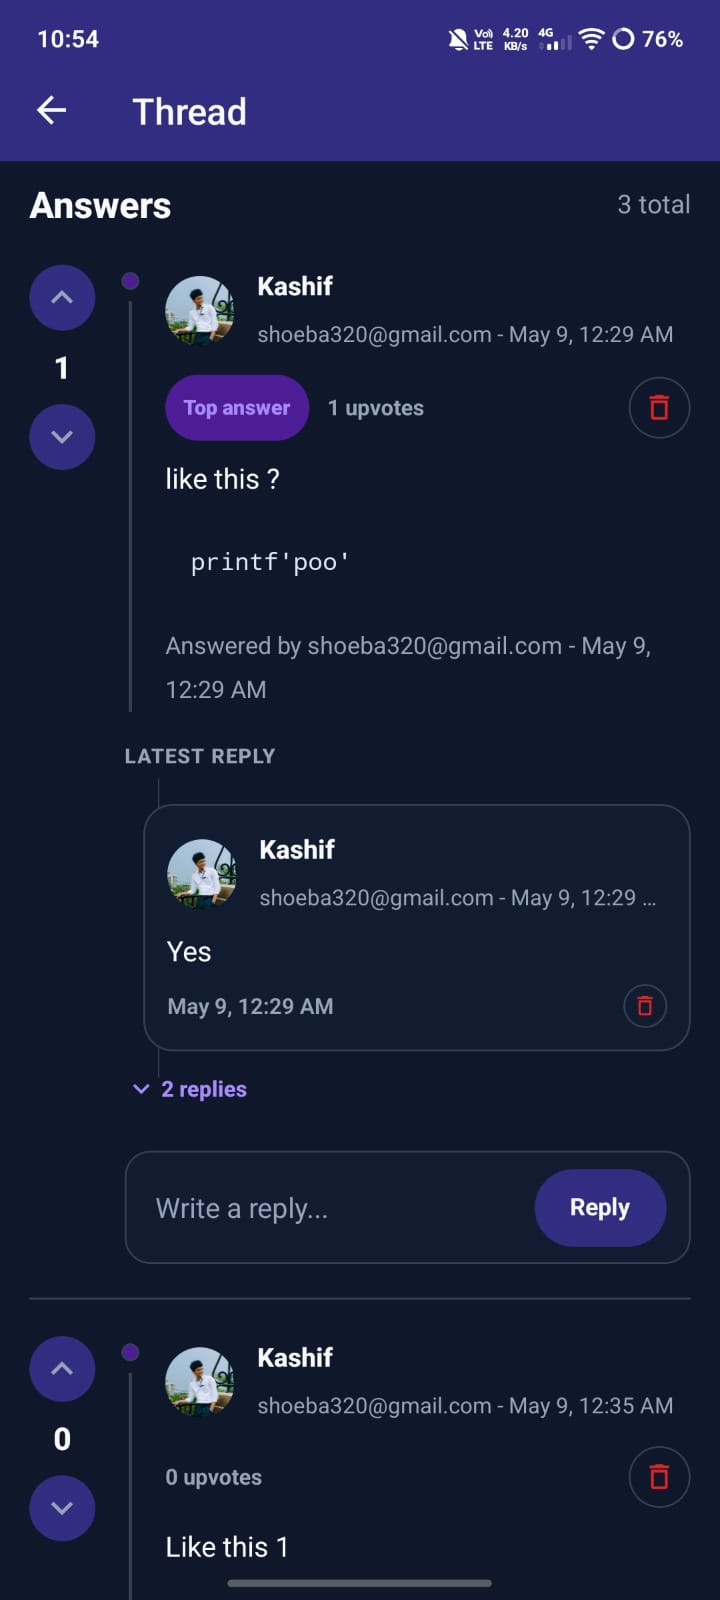 10:54
Vo)) LTE 4.20 KB/s 4G 76%
Thread
Answers
3 total
Kashif
shoeba320@gmail.com - May 9, 12:29 AM
1
Top answer
1 upvotes
like this ?
printf'poo'
Answered by shoeba320@gmail.com - May 9,
12:29 AM
LATEST REPLY
Kashif
shoeba320@gmail.com - May 9, 12:29 ...
Yes
May 9, 12:29 AM
2 replies
Write a reply...
Reply
Kashif
shoeba320@gmail.com - May 9, 12:35 AM
0
0 upvotes
Like this 1